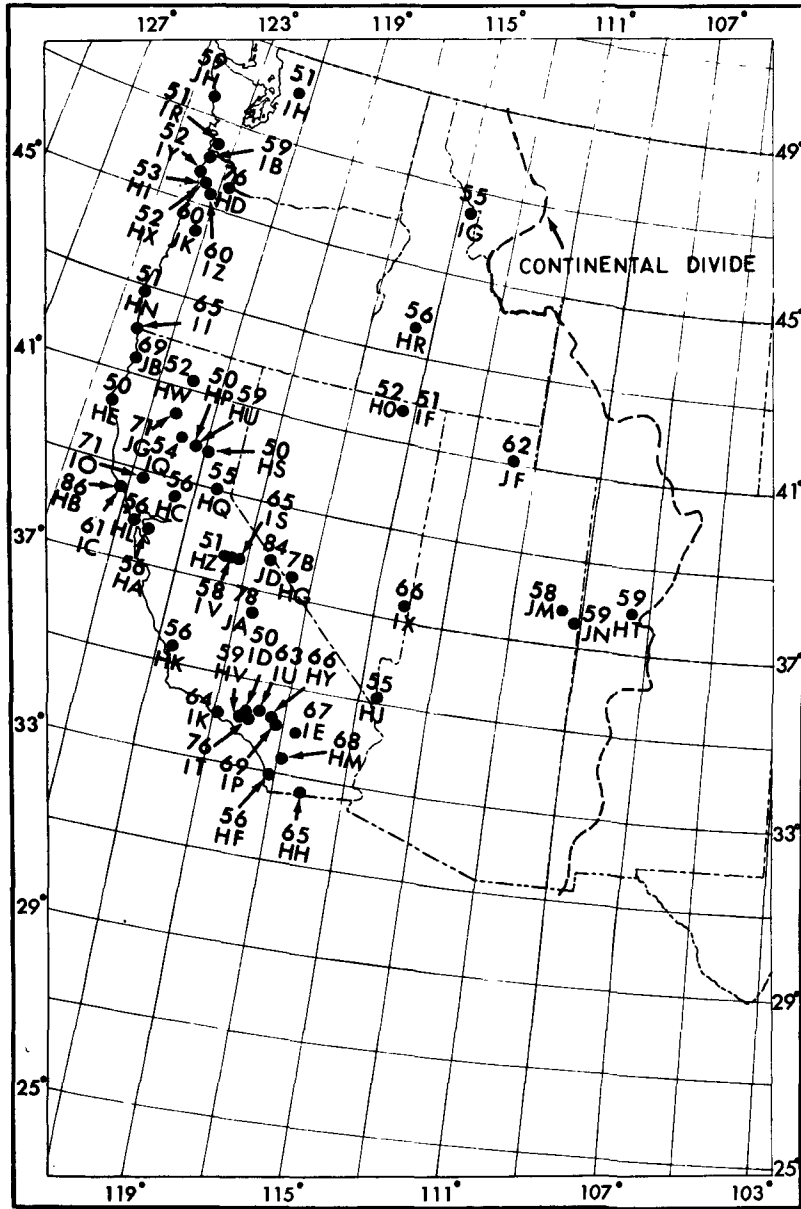 127° 123° 119° 115° 111° 107°
59
JH
51
IH
51
IR
52
IY
59
IB
45°
49°
53
HI
76
HD
52
HX
60
JK
60
IZ
55
IG
CONTINENTAL DIVIDE
51
HN
65
II
56
HR
45°
41°
69
JB
52
HW
50
HP
59
HU
52
HO
51
IF
50
HE
71
JG
54
JQ
50
HS
62
JF
71
IO
56
HC
55
HQ
65
IS
41°
86
HB
61
IC
56
HL
56
HA
37°
51
HZ
84
JD
78
HG
58
IV
78
JA
66
IX
58
JM
59
JN
59
HT
56
HK
50
ID
59
HV
63
IU
66
HY
55
HJ
37°
64
IK
67
IE
33°
76
IT
69
IP
68
HM
56
HF
65
HH
33°
29°
29°
25°
25°
119° 115° 111° 107° 103°